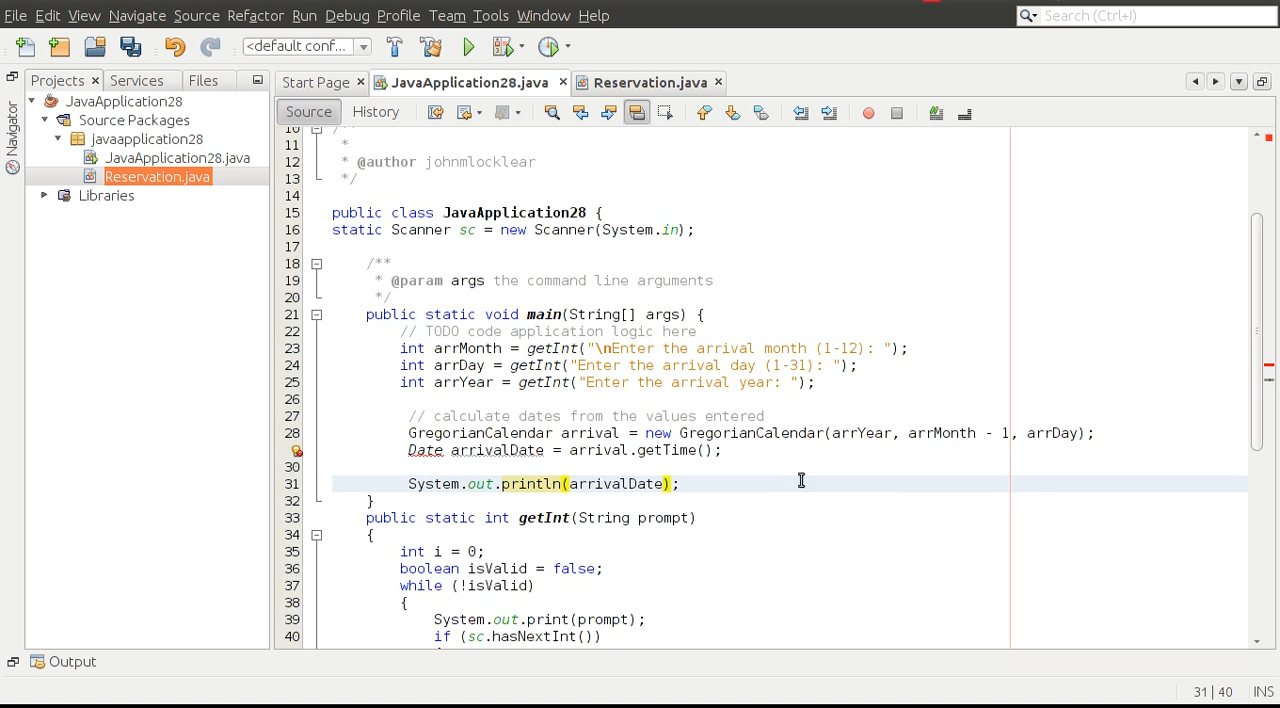 File Edit View Navigate Source Refactor Run Debug Profile Team Tools Window Help
Search (Ctrl+I)
<default conf...
Projects Services Files
Start Page JavaApplication28.java Reservation.java
Navigator
JavaApplication28
Source Packages
javaapplication28
JavaApplication28.java
Reservation.java
Libraries
Source History
10 /**
11 *
12 * @author johnmlocklear
13 */
14
15 public class JavaApplication28 {
16 static Scanner sc = new Scanner(System.in);
17
18 /**
19 * @param args the command line arguments
20 */
21 public static void main(String[] args) {
22 // TODO code application logic here
23 int arrMonth = getInt("\nEnter the arrival month (1-12): ");
24 int arrDay = getInt("Enter the arrival day (1-31): ");
25 int arrYear = getInt("Enter the arrival year: ");
26
27 // calculate dates from the values entered
28 GregorianCalendar arrival = new GregorianCalendar(arrYear, arrMonth - 1, arrDay);
Date arrivalDate = arrival.getTime();
30
31 System.out.println(arrivalDate);
32 }
33 public static int getInt(String prompt)
34 {
35 int i = 0;
36 boolean isValid = false;
37 while (!isValid)
38 {
39 System.out.print(prompt);
40 if (sc.hasNextInt())
Output
31|40 INS